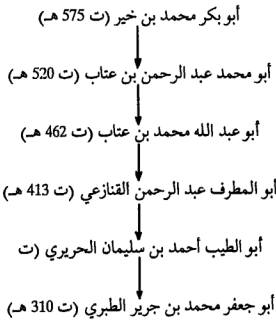 أبو بكر محمد بن خير (ت 575 هـ)
أبو محمد عبد الرحمن بن عتاب (ت 520 هـ)
أبو عبد الله محمد بن عتاب (ت 462 هـ)
أبو المطرف عبد الرحمن القنازعي (ت 413 هـ)
أبو الطيب أحمد بن سليمان الحريري (ت
أبو جعفر محمد بن جرير الطبري (ت 310 هـ)